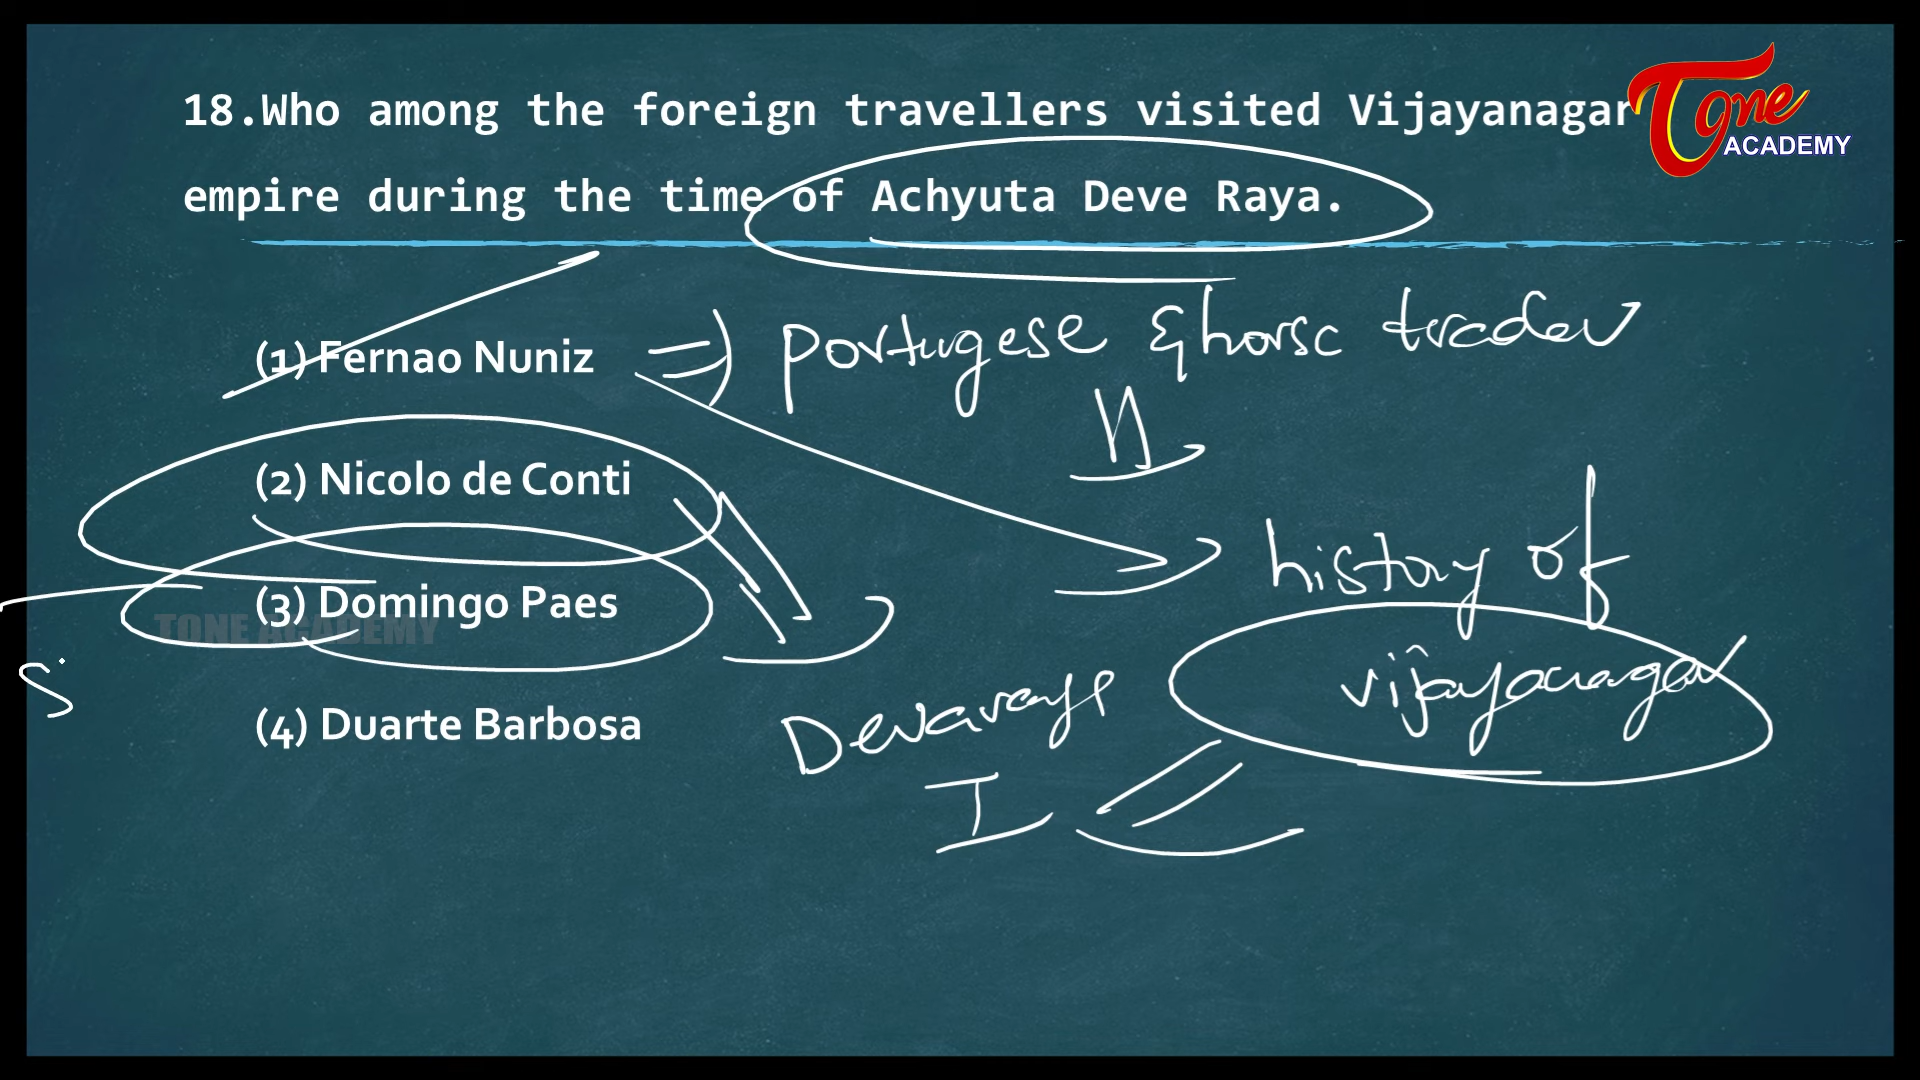 18.Who among the foreign travellers visited Vijayanagar
Tone
ACADEMY
empire during the time of Achyuta Deve Raya.
(1) Fernao Nuniz
portugese & horse trader
(2) Nicolo de Conti
history of
(3) Domingo Paes
TONE ACADEMY
vijayanagar
(4) Duarte Barbosa
I